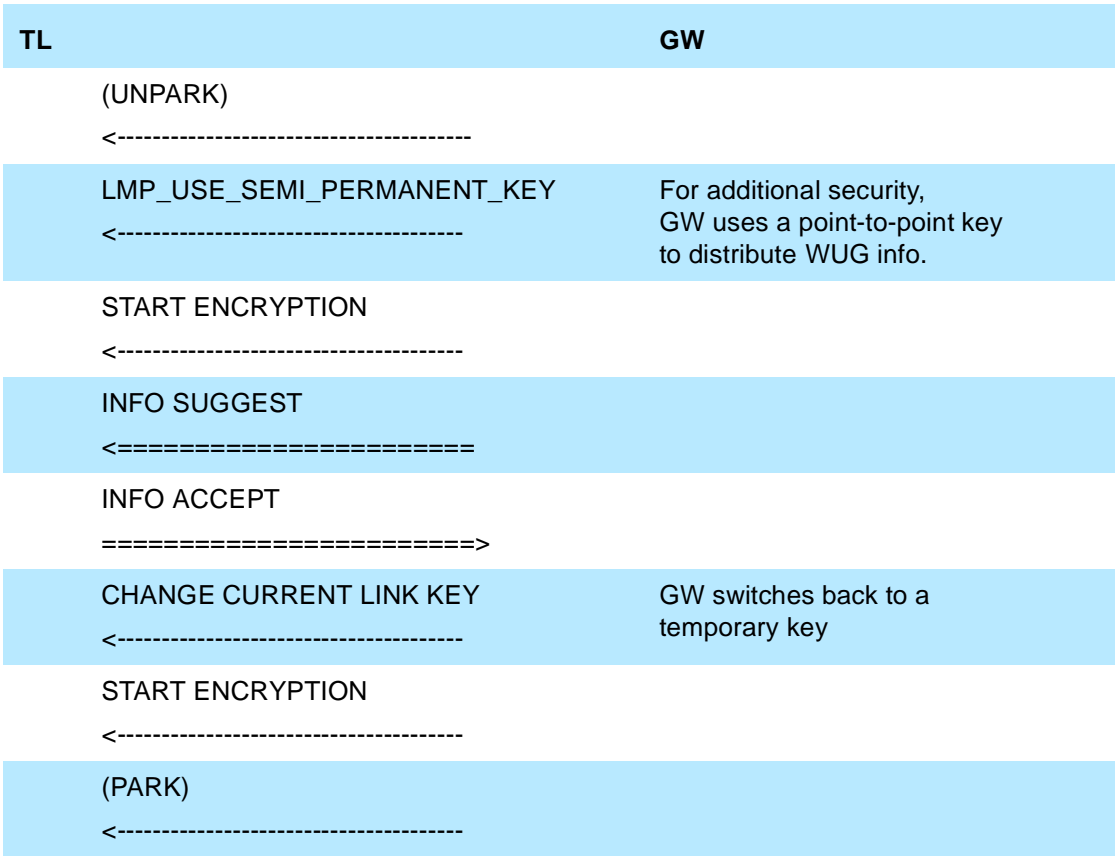 TL GW
(UNPARK)
<----------------------------------------
LMP_USE_SEMI_PERMANENT_KEY For additional security,
GW uses a point-to-point key
<--------------------------------------- to distribute WUG info.
START ENCRYPTION
<---------------------------------------
INFO SUGGEST
<=======================
INFO ACCEPT
========================>
CHANGE CURRENT LINK KEY GW switches back to a
temporary key
<---------------------------------------
START ENCRYPTION
<---------------------------------------
(PARK)
<---------------------------------------